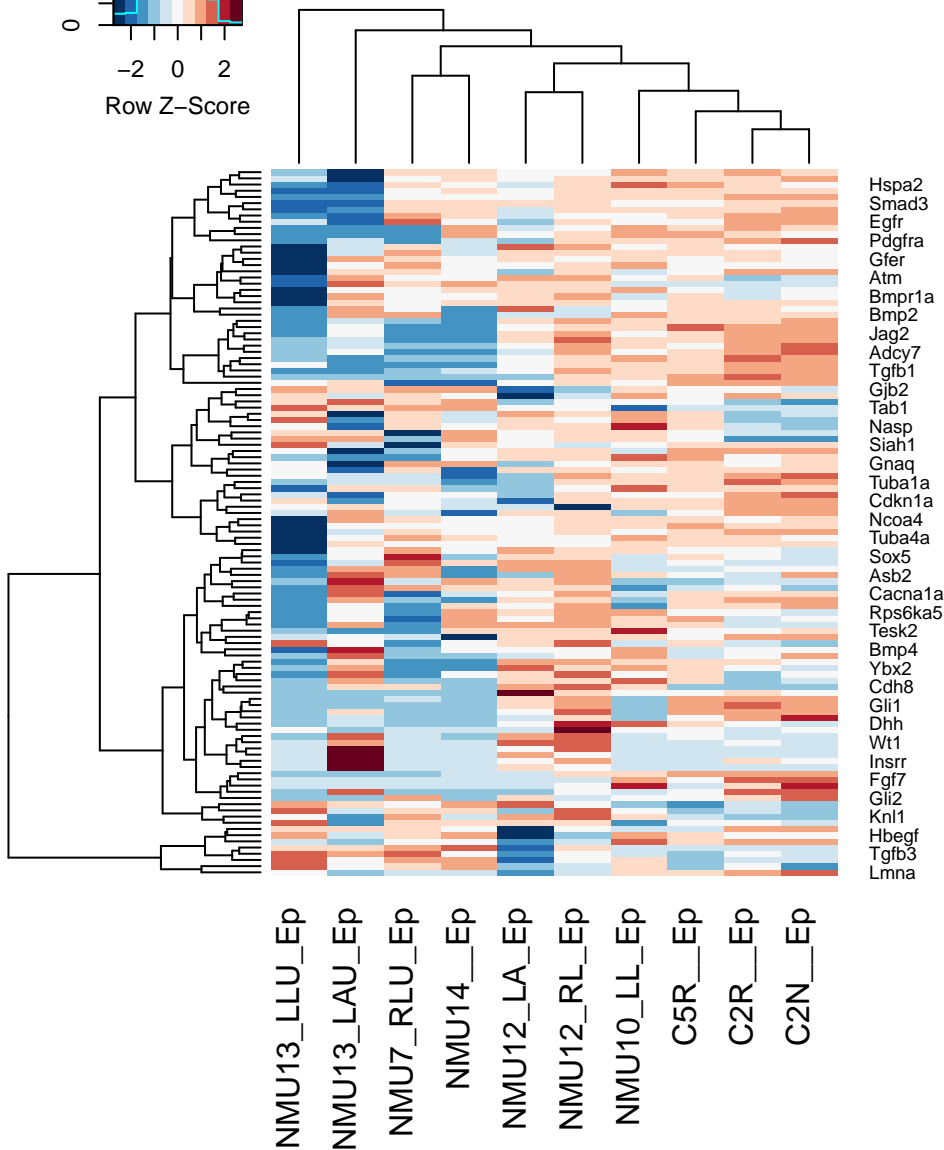 0
−2 0 2
Row Z−Score
Hspa2
Smad3
Egfr
Pdgfra
Gfer
Atm
Bmpr1a
Bmp2
Jag2
Adcy7
Tgfb1
Gjb2
Tab1
Nasp
Siah1
Gnaq
Tuba1a
Cdkn1a
Ncoa4
Tuba4a
Sox5
Asb2
Cacna1a
Rps6ka5
Tesk2
Bmp4
Ybx2
Cdh8
Gli1
Dhh
Wt1
Insrr
Fgf7
Gli2
Knl1
Hbegf
Tgfb3
Lmna
NMU13_LLU_Ep
NMU13_LAU_Ep
NMU7_RLU_Ep
NMU14__Ep
NMU12_LA_Ep
NMU12_RL_Ep
NMU10_LL_Ep
C5R__Ep
C2R__Ep
C2N__Ep